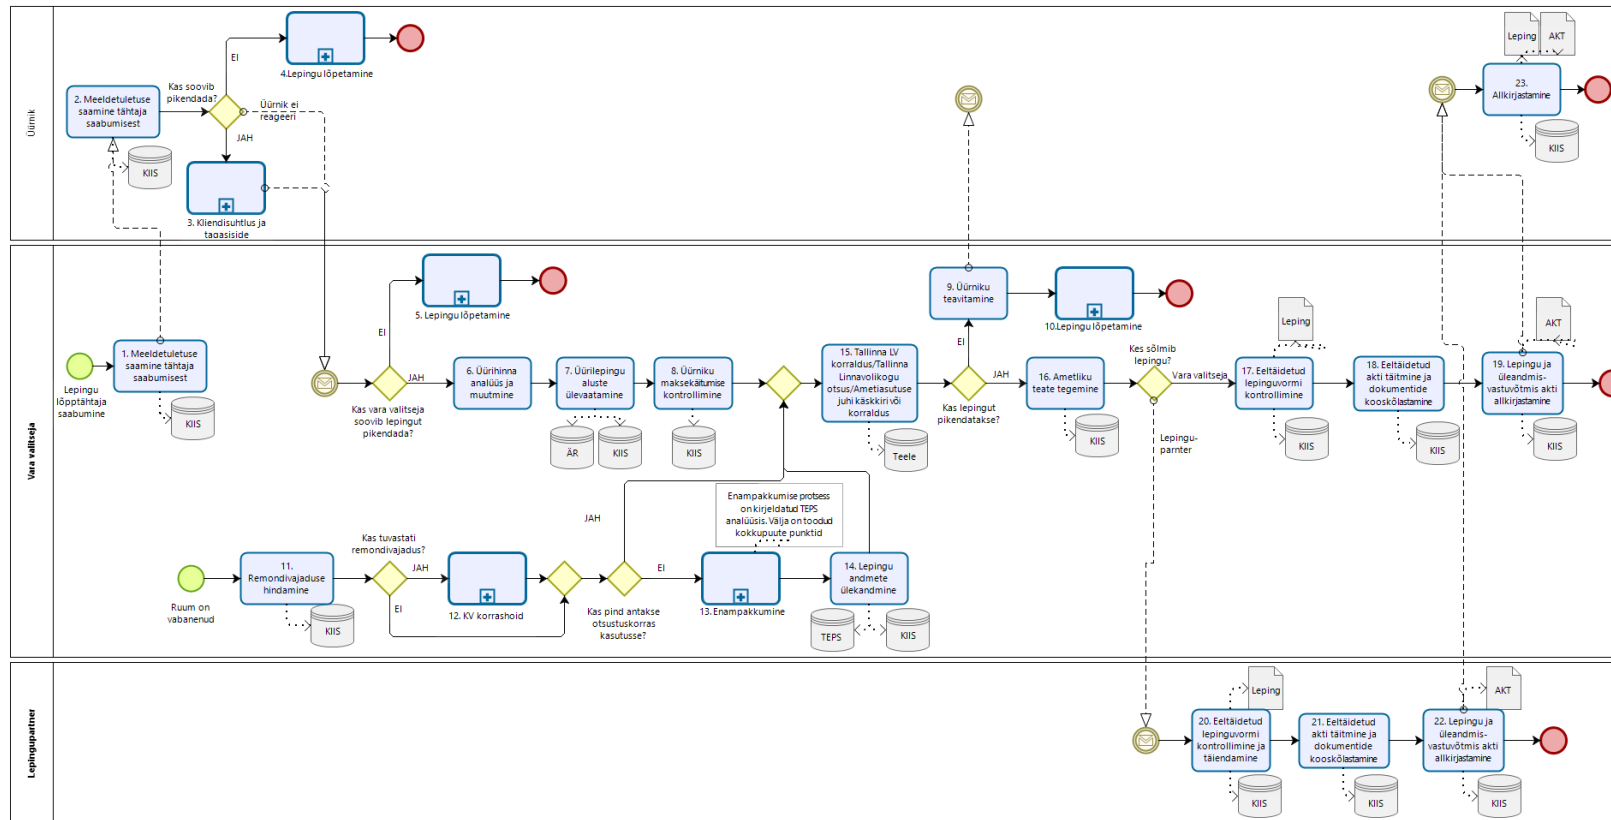 Üürnik
2. Meeldetuletuse
saamine tähtaja
saabumisest
KIIS
Kas soovib
pikendada?
EI
4.Lepingu lõpetamine
Üürnik ei
reageeri
JAH
3. Kliendisuhtlus ja
tagasiside
Leping
AKT
23.
Allkirjastamine
KIIS
Vara valitseja
Lepingu
lõpptähtaja
saabumine
1. Meeldetuletuse
saamine tähtaja
saabumisest
KIIS
EI
5. Lepingu lõpetamine
JAH
Kas vara valitseja
soovib lepingut
pikendada?
6. Üürihinna
analüüs ja
muutmine
7. Üürilepingu
aluste
ülevaatamine
ÄR
KIIS
8. Üürniku
maksekäitumise
kontrollimine
KIIS
15. Tallinna LV
korraldus/Tallinna
Linnavolikogu
otsus/Ametiasutuse
juhi käskkiri või
korraldus
Teele
9. Üürniku
teavitamine
EI
10.Lepingu lõpetamine
JAH
Kas lepingut
pikendatakse?
16. Ametliku
teate tegemine
KIIS
Kes sõlmib
lepingu?
Vara valitseja
Lepingu-
parnter
Leping
17. Eeltäidetud
lepinguvormi
kontrollimine
KIIS
18. Eeltäidetud
akti täitmine ja
dokumentide
kooskõlastamine
KIIS
AKT
19. Lepingu ja
üleandmis-
vastuvõtmis akti
allkirjastamine
KIIS
Ruum on
vabanenud
11.
Remondivajaduse
hindamine
KIIS
Kas tuvastati
remondivajadus?
JAH
EI
12. KV korrashoid
JAH
Kas pind antakse
otsustuskorras
kasutusse?
EI
Enampakkumise protsess
on kirjeldatud TEPS
analüüsis. Välja on toodud
kokkupuute punktid
13. Enampakkumine
14. Lepingu
andmete
ülekandmine
TEPS
KIIS
Lepingupartner
Leping
20. Eeltäidetud
lepinguvormi
kontrollimine ja
täiendamine
KIIS
21. Eeltäidetud
akti täitmine ja
dokumentide
kooskõlastamine
KIIS
AKT
22. Lepingu ja
üleandmis-
vastuvõtmis akti
allkirjastamine
KIIS